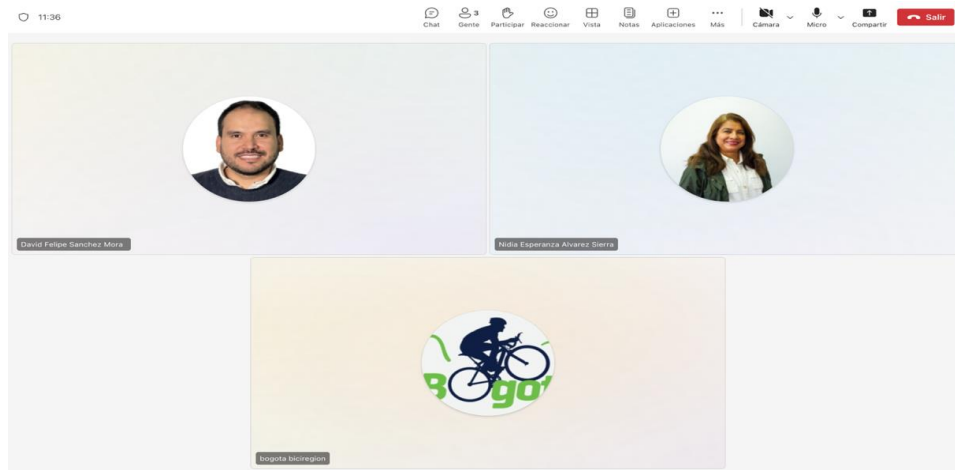 11:36
3
Chat Gente Participar Reaccionar Vista Notas Aplicaciones Más Cámara Micro Compartir Salir
David Felipe Sanchez Mora
Nidia Esperanza Alvarez Sierra
B got
bogota biciregion